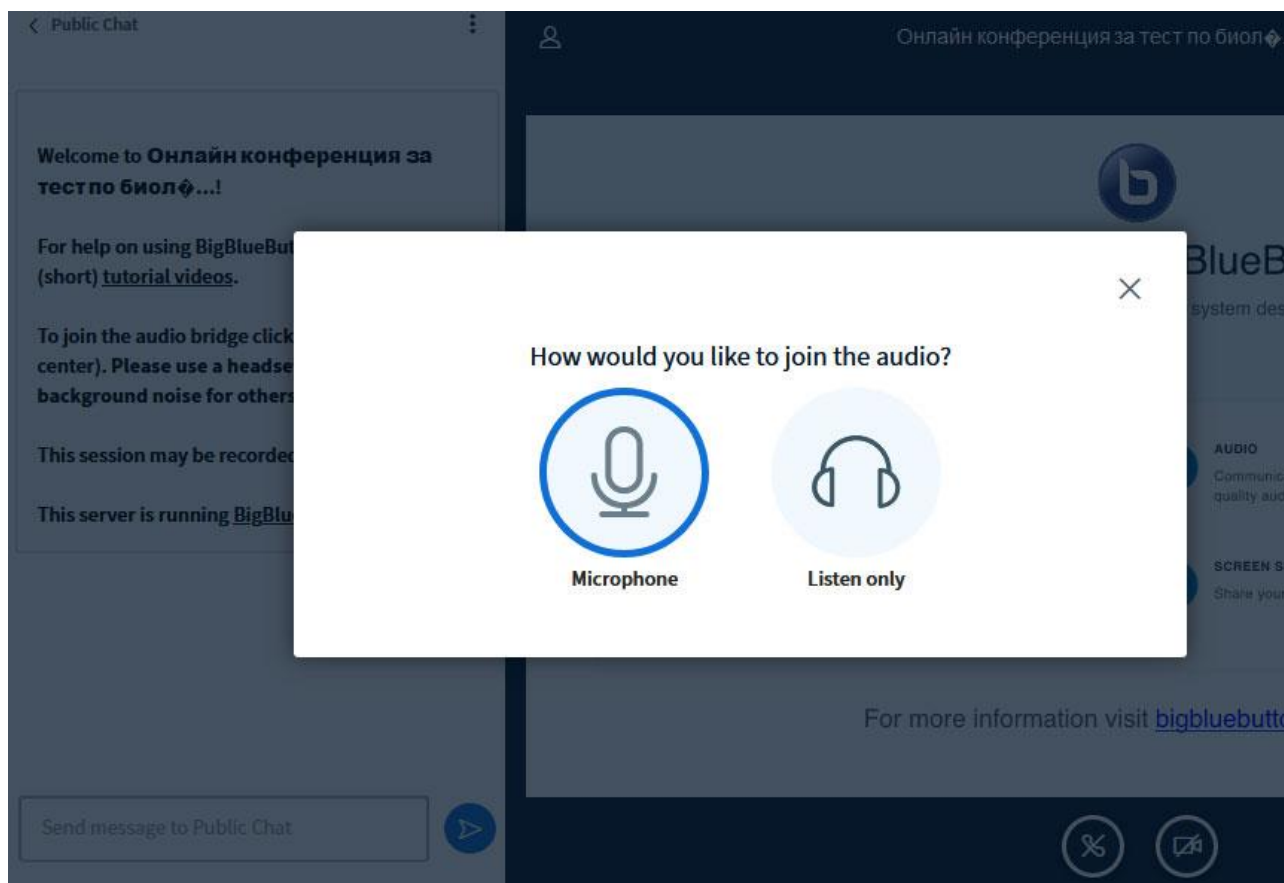 Public Chat
Онлайн конференция за тест по биол�
Welcome to Онлайн конференция за
тест по биол�...!
For help on using BigBlueBut
(short) tutorial videos.
To join the audio bridge click
center). Please use a headse
background noise for others
This session may be recorded
This server is running BigBlu
How would you like to join the audio?
Microphone
Listen only
BlueB
system des
AUDIO
Communic
quality aud
SCREEN S
Share your
For more information visit bigbluebutto
Send message to Public Chat